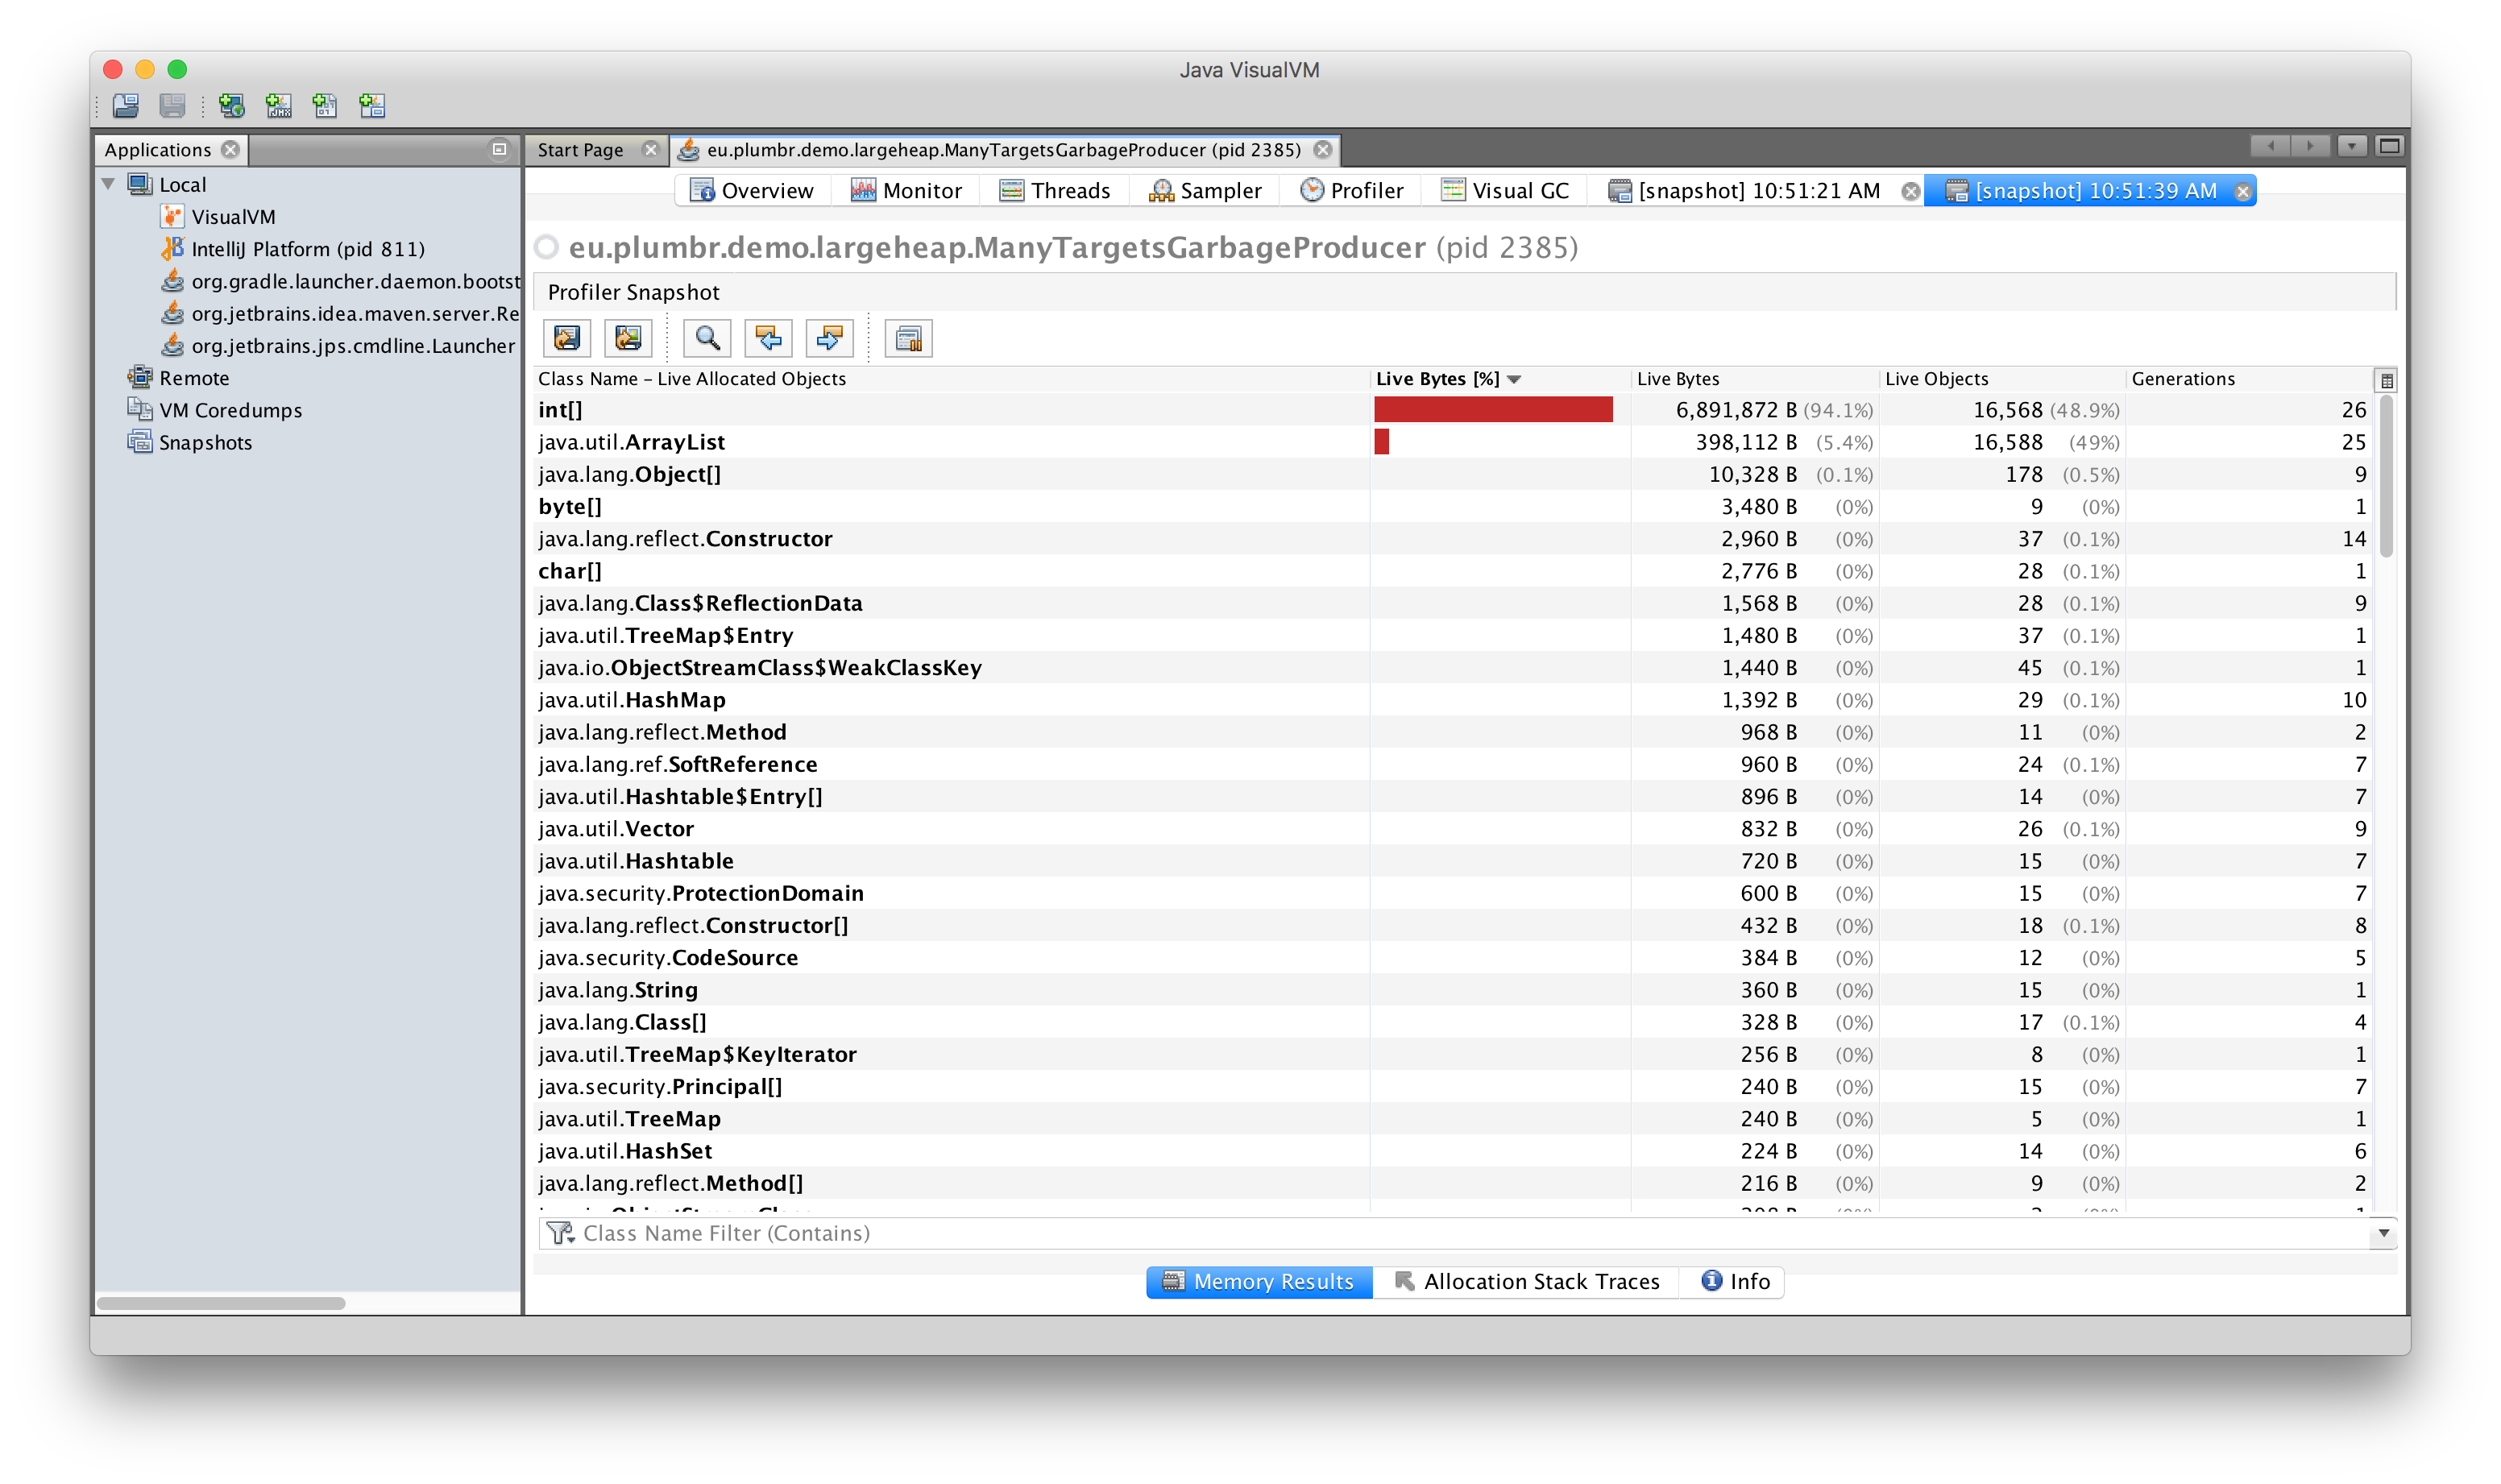 Java VisualVM
Applications
Start Page
eu.plumbr.demo.largeheap.ManyTargetsGarbageProducer (pid 2385)
Local
VisualVM
IntelliJ Platform (pid 811)
org.gradle.launcher.daemon.bootst
org.jetbrains.idea.maven.server.Re
org.jetbrains.jps.cmdline.Launcher
Remote
VM Coredumps
Snapshots
Overview Monitor Threads Sampler Profiler Visual GC [snapshot] 10:51:21 AM [snapshot] 10:51:39 AM
eu.plumbr.demo.largeheap.ManyTargetsGarbageProducer (pid 2385)
Profiler Snapshot
Class Name – Live Allocated Objects Live Bytes [%] Live Bytes Live Objects Generations
int[] 6,891,872 B (94.1%) 16,568 (48.9%) 26
java.util.ArrayList 398,112 B (5.4%) 16,588 (49%) 25
java.lang.Object[] 10,328 B (0.1%) 178 (0.5%) 9
byte[] 3,480 B (0%) 9 (0%) 1
java.lang.reflect.Constructor 2,960 B (0%) 37 (0.1%) 14
char[] 2,776 B (0%) 28 (0.1%) 1
java.lang.Class$ReflectionData 1,568 B (0%) 28 (0.1%) 9
java.util.TreeMap$Entry 1,480 B (0%) 37 (0.1%) 1
java.io.ObjectStreamClass$WeakClassKey 1,440 B (0%) 45 (0.1%) 1
java.util.HashMap 1,392 B (0%) 29 (0.1%) 10
java.lang.reflect.Method 968 B (0%) 11 (0%) 2
java.lang.ref.SoftReference 960 B (0%) 24 (0.1%) 7
java.util.Hashtable$Entry[] 896 B (0%) 14 (0%) 7
java.util.Vector 832 B (0%) 26 (0.1%) 9
java.util.Hashtable 720 B (0%) 15 (0%) 7
java.security.ProtectionDomain 600 B (0%) 15 (0%) 7
java.lang.reflect.Constructor[] 432 B (0%) 18 (0.1%) 8
java.security.CodeSource 384 B (0%) 12 (0%) 5
java.lang.String 360 B (0%) 15 (0%) 1
java.lang.Class[] 328 B (0%) 17 (0.1%) 4
java.util.TreeMap$KeyIterator 256 B (0%) 8 (0%) 1
java.security.Principal[] 240 B (0%) 15 (0%) 7
java.util.TreeMap 240 B (0%) 5 (0%) 1
java.util.HashSet 224 B (0%) 14 (0%) 6
java.lang.reflect.Method[] 216 B (0%) 9 (0%) 2
Class Name Filter (Contains)
Memory Results Allocation Stack Traces Info